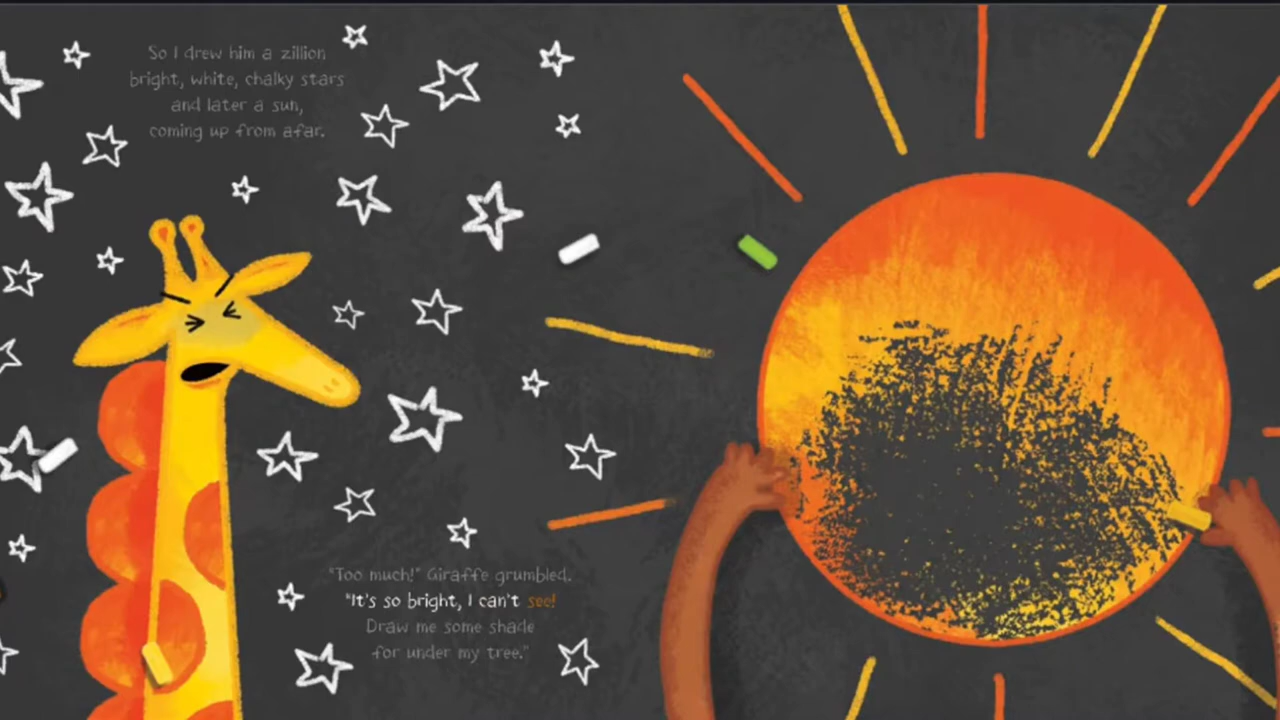 So I drew him a zillion
bright, white, chalky stars
and later a sun,
coming up from afar.
"Too much!" Giraffe grumbled.
"It's so bright, I can't see!
Draw me some shade
for under my tree."